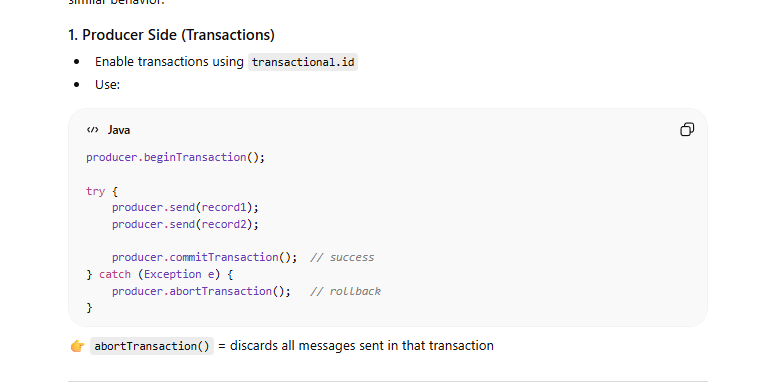 similar behavior.
1. Producer Side (Transactions)
• Enable transactions using transactional.id
• Use:
</> Java
producer.beginTransaction();
try {
    producer.send(record1);
    producer.send(record2);
    producer.commitTransaction();  // success
} catch (Exception e) {
    producer.abortTransaction();   // rollback
}
👉 abortTransaction() = discards all messages sent in that transaction